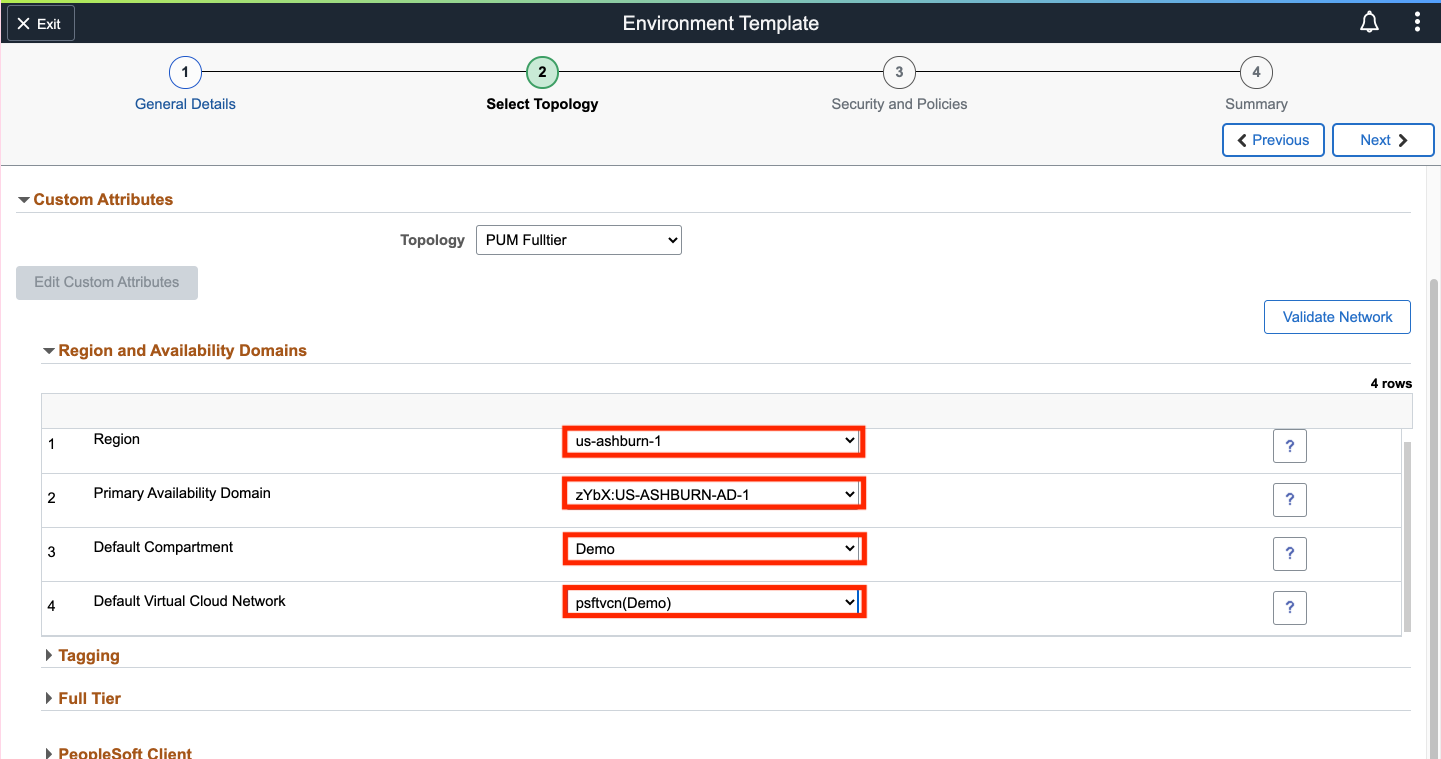 Exit
Environment Template
1
2
3
4
General Details
Select Topology
Security and Policies
Summary
Previous
Next
Custom Attributes
Topology PUM Fulltier
Edit Custom Attributes
Validate Network
Region and Availability Domains
4 rows
1 Region us-ashburn-1 ?
2 Primary Availability Domain zYbX:US-ASHBURN-AD-1 ?
3 Default Compartment Demo ?
4 Default Virtual Cloud Network psftvcn(Demo) ?
Tagging
Full Tier
PeopleSoft Client